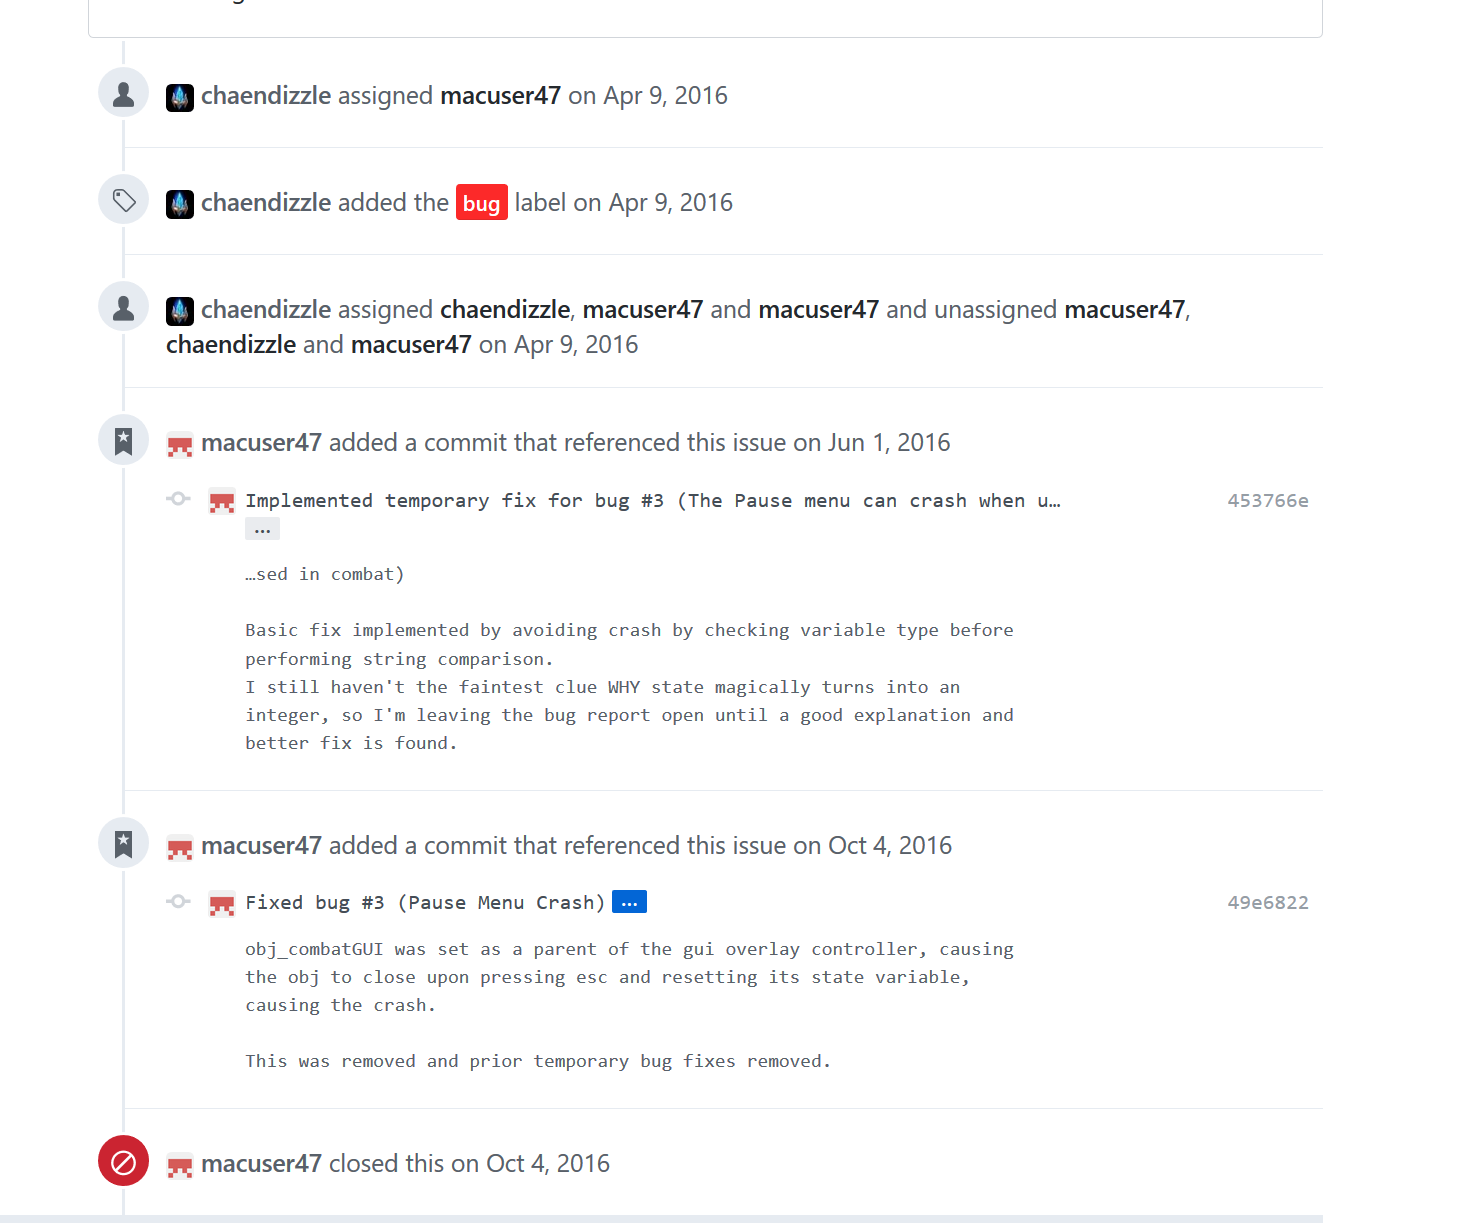 chaendizzle assigned macuser47 on Apr 9, 2016
chaendizzle added the bug label on Apr 9, 2016
chaendizzle assigned chaendizzle, macuser47 and macuser47 and unassigned macuser47,
chaendizzle and macuser47 on Apr 9, 2016
macuser47 added a commit that referenced this issue on Jun 1, 2016
Implemented temporary fix for bug #3 (The Pause menu can crash when u… 453766e
…
…sed in combat)
Basic fix implemented by avoiding crash by checking variable type before
performing string comparison.
I still haven't the faintest clue WHY state magically turns into an
integer, so I'm leaving the bug report open until a good explanation and
better fix is found.
macuser47 added a commit that referenced this issue on Oct 4, 2016
Fixed bug #3 (Pause Menu Crash) … 49e6822
obj_combatGUI was set as a parent of the gui overlay controller, causing
the obj to close upon pressing esc and resetting its state variable,
causing the crash.
This was removed and prior temporary bug fixes removed.
macuser47 closed this on Oct 4, 2016